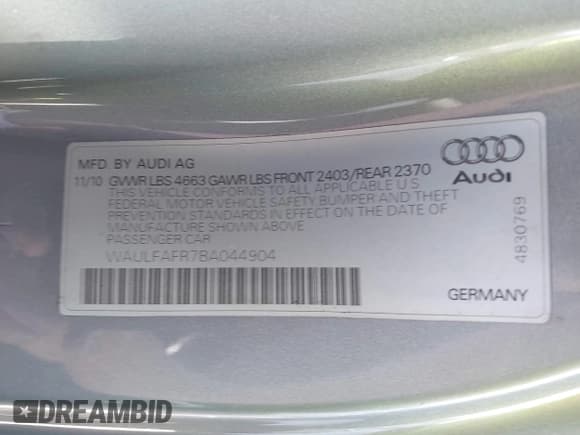 MFD. BY AUDI AG
11/10 GVWR LBS 4663 GAWR LBS FRONT 2403/REAR 2370
THIS VEHICLE CONFORMS TO ALL APPLICABLE U S
FEDERAL MOTOR VEHICLE SAFETY BUMPER AND THEFT
PREVENTION STANDARDS IN EFFECT ON THE DATE OF
MANUFACTURE SHOWN ABOVE
PASSENGER CAR
WAULFAFR7BA044904
Audi
4830769
GERMANY
DREAMBID